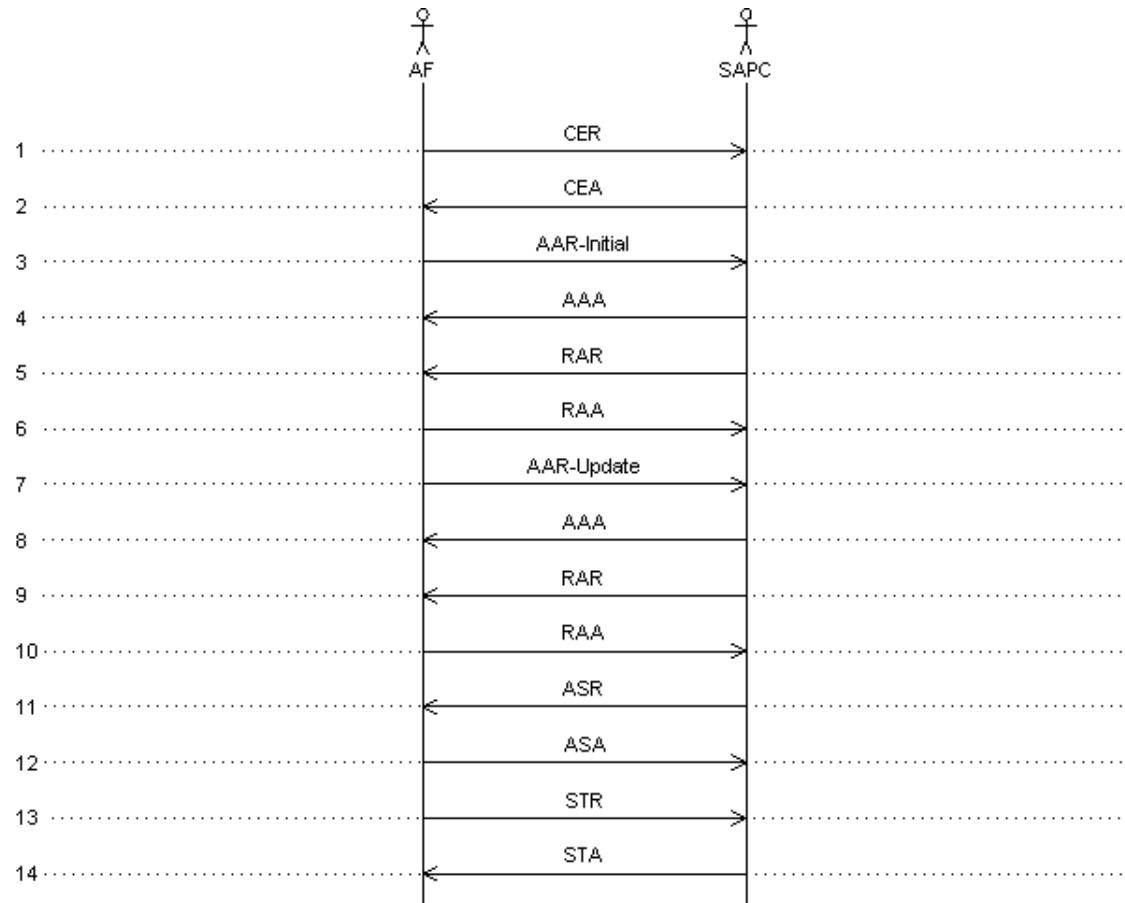 AF SAPC
CER
1
CEA
2
AAR-Initial
3
AAA
4
RAR
5
RAA
6
AAR-Update
7
AAA
8
RAR
9
RAA
10
ASR
11
ASA
12
STR
13
STA
14